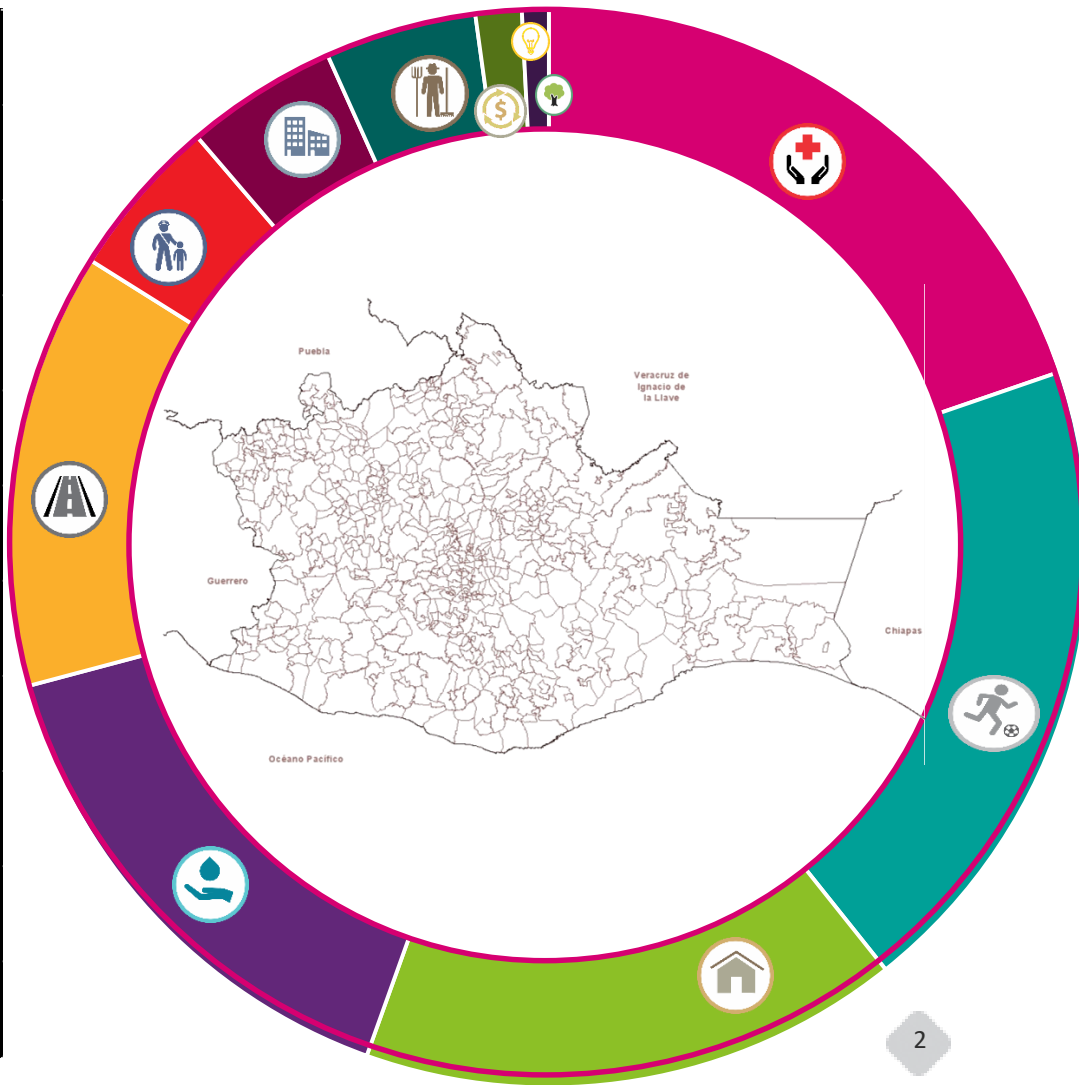 $
Puebla
Veracruz de
Ignacio de
la Llave
Guerrero
Chiapas
Océano Pacífico
2